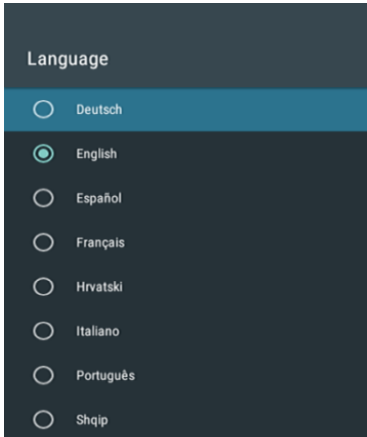 Language
Deutsch
English
Español
Français
Hrvatski
Italiano
Português
Shqip